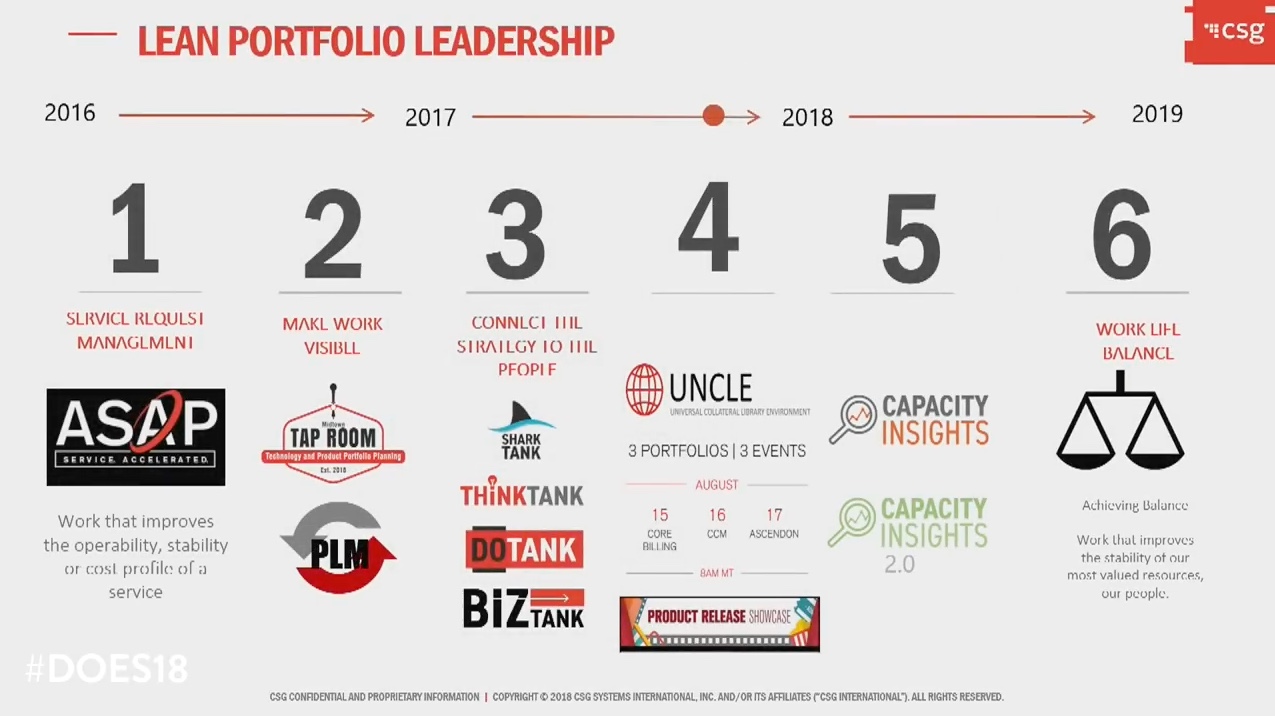 LEAN PORTFOLIO LEADERSHIP
csg
2016
2017
2018
2019
1
2
3
4
5
6
SERVICE REQUEST
MANAGEMENT
ASAP
SERVICE. ACCELERATED.
Work that improves
the operability, stability
or cost profile of a
service
MAKE WORK
VISIBLE
Midtown
TAP ROOM
Technology and Product Portfolio Planning
Est. 2018
PLM
CONNECT THE
STRATEGY TO THE
PEOPLE
SHARK
TANK
THiNKTANK
DOTANK
BiZ
TANK
UNCLE
UNIVERSAL COLLATERAL LIBRARY ENVIRONMENT
3 PORTFOLIOS | 3 EVENTS
AUGUST
15 16 17
CORE BILLING
CCM
ASCENDON
8AM MT
PRODUCT RELEASE SHOWCASE
CAPACITY
INSIGHTS
CAPACITY
INSIGHTS
2.0
WORK LIFE
BALANCE
Achieving Balance
Work that improves
the stability of our
most valued resources,
our people.
#DOES18
CSG CONFIDENTIAL AND PROPRIETARY INFORMATION | COPYRIGHT © 2018 CSG SYSTEMS INTERNATIONAL, INC. AND/OR ITS AFFILIATES ("CSG INTERNATIONAL"). ALL RIGHTS RESERVED.